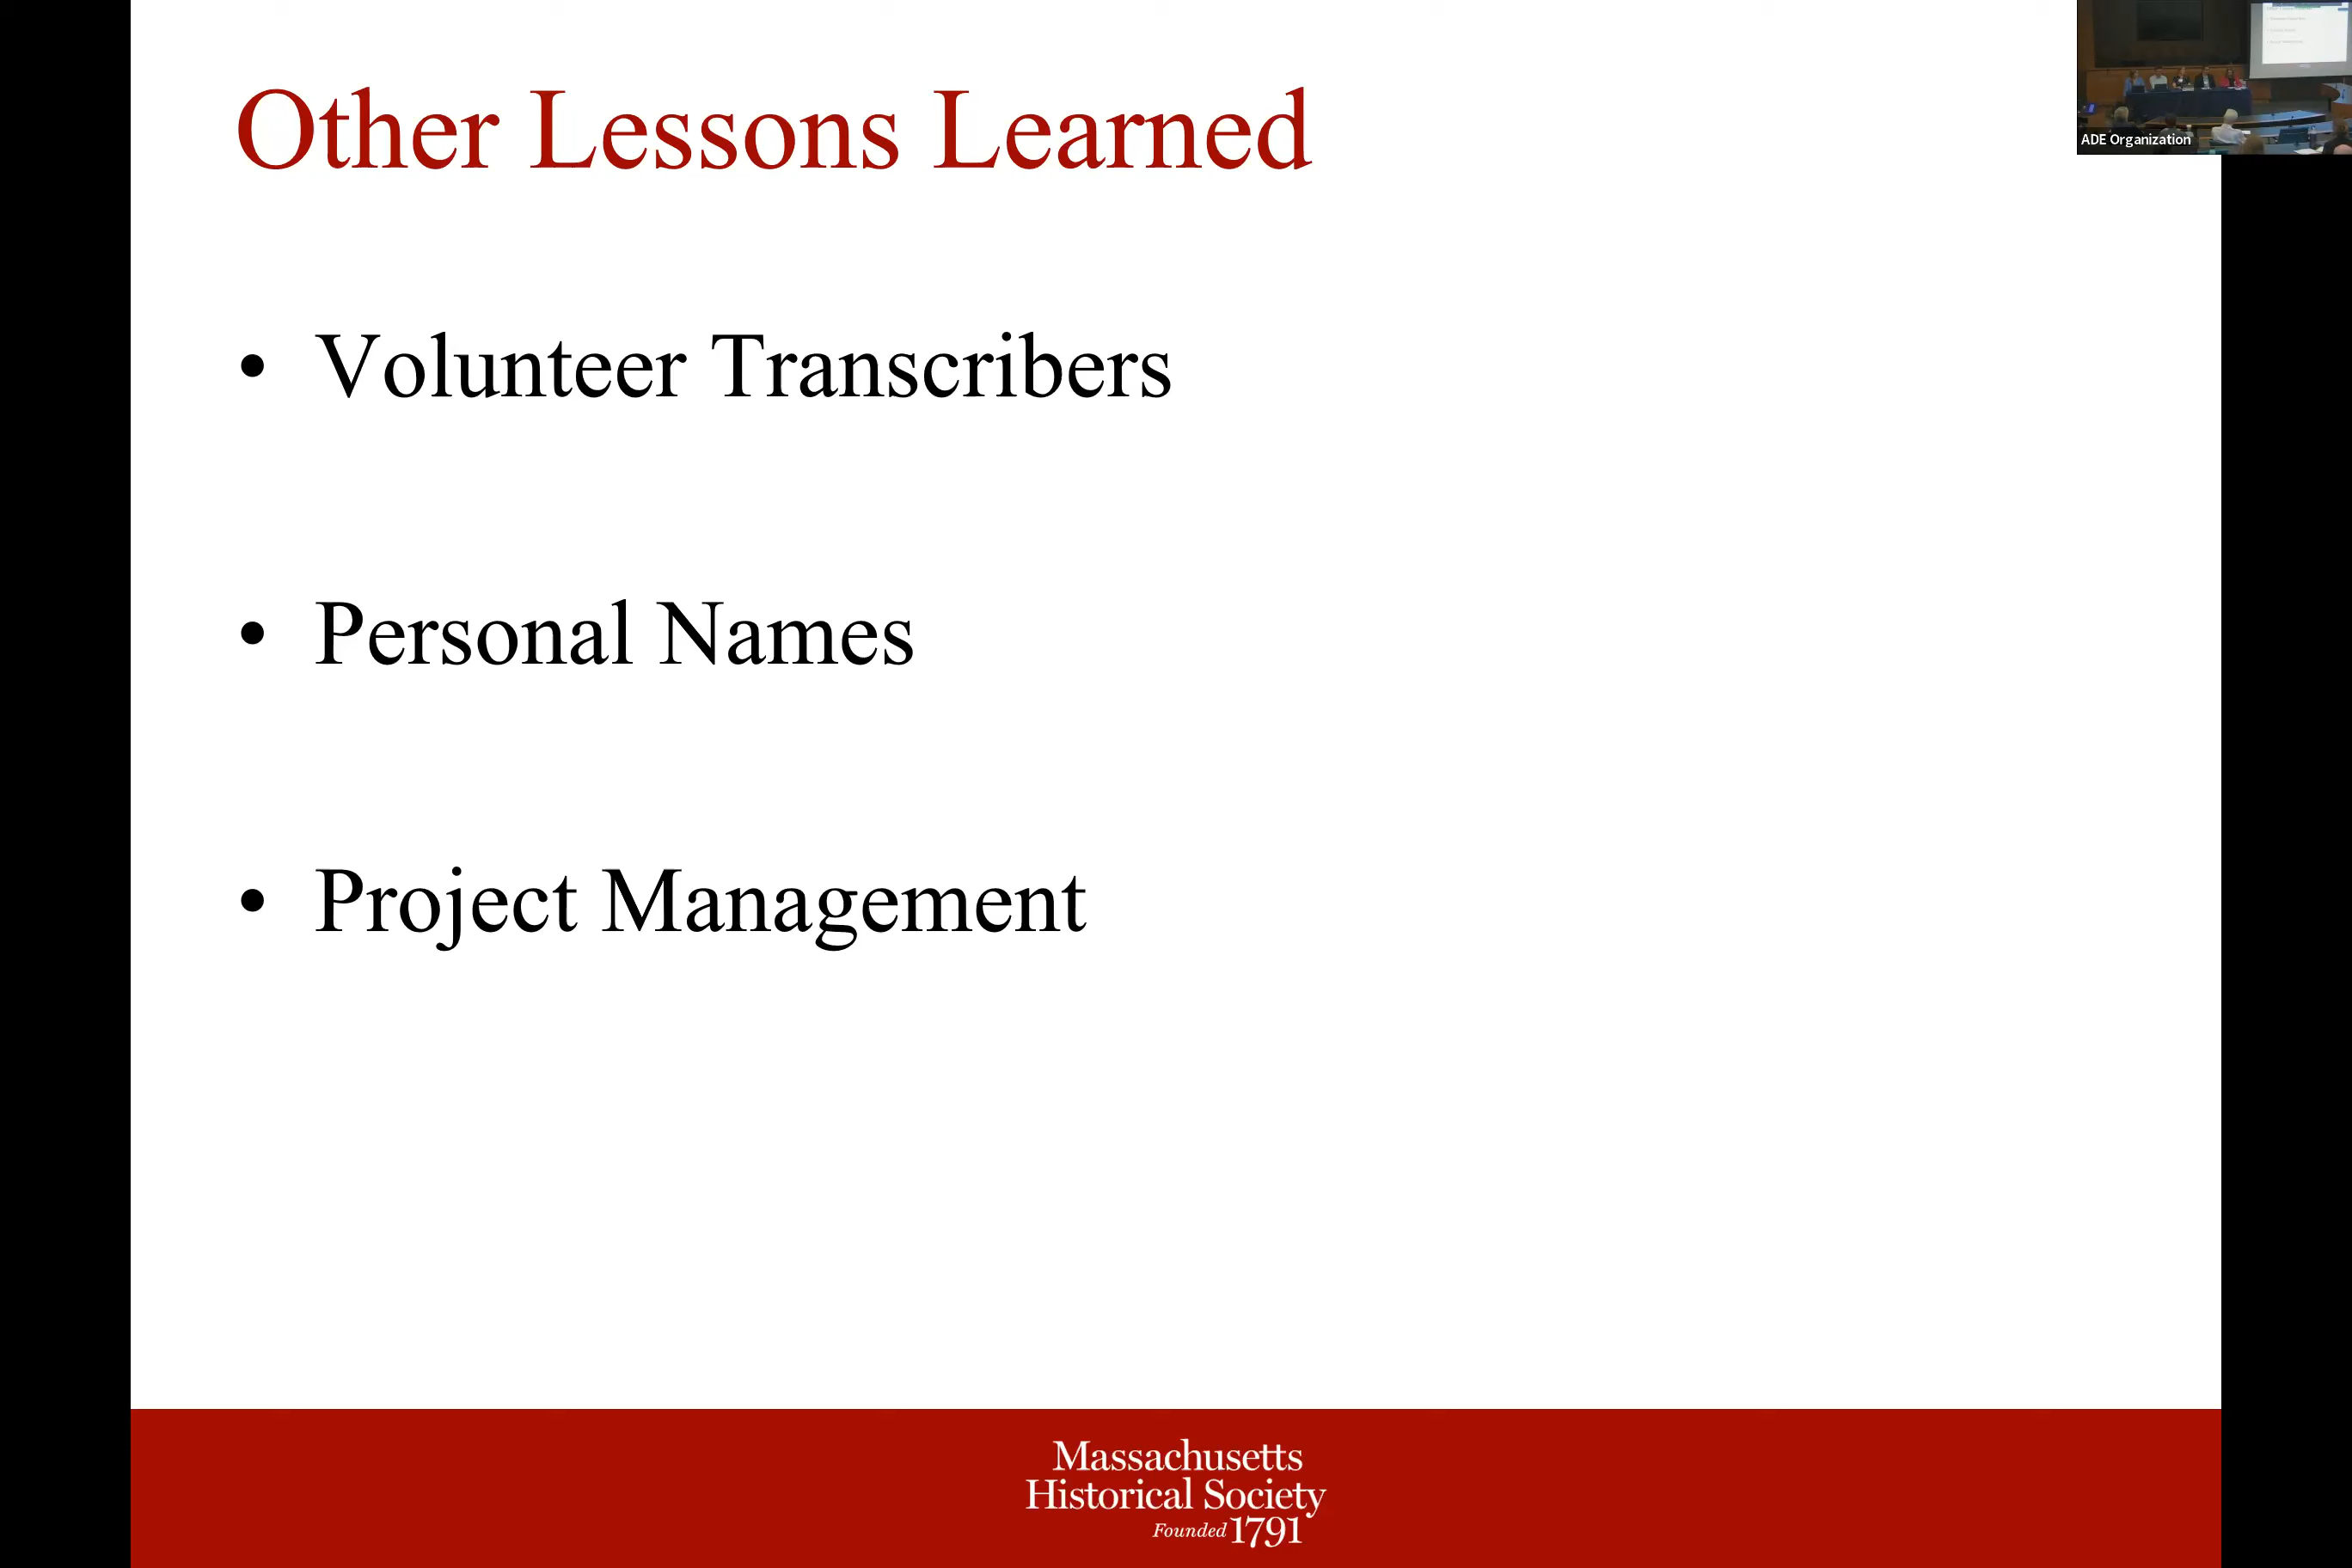 Other Lessons Learned
ADE Organization
• Volunteer Transcribers
• Personal Names
• Project Management
Massachusetts
Historical Society
Founded 1791